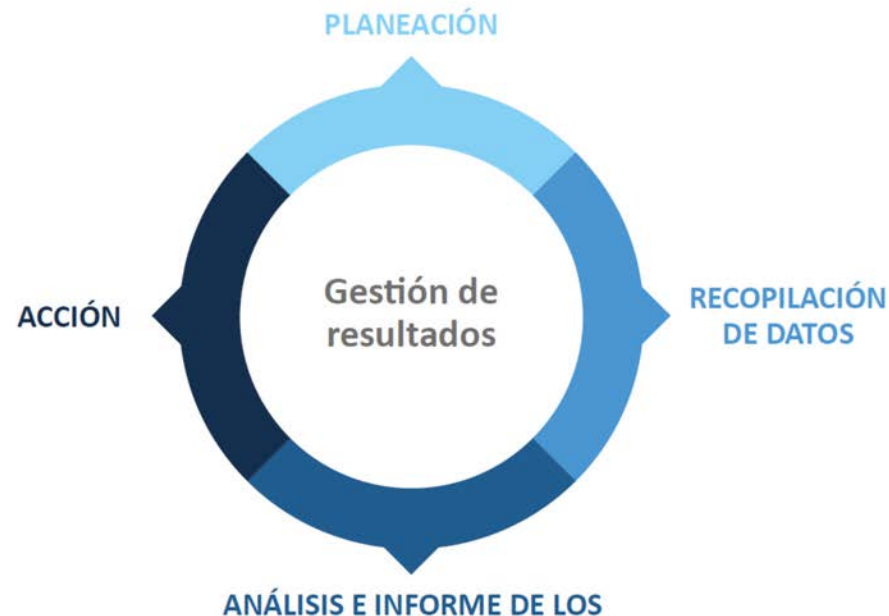 PLANEACIÓN
Gestión de
resultados
ACCIÓN
RECOPILACIÓN
DE DATOS
ANÁLISIS E INFORME DE LOS